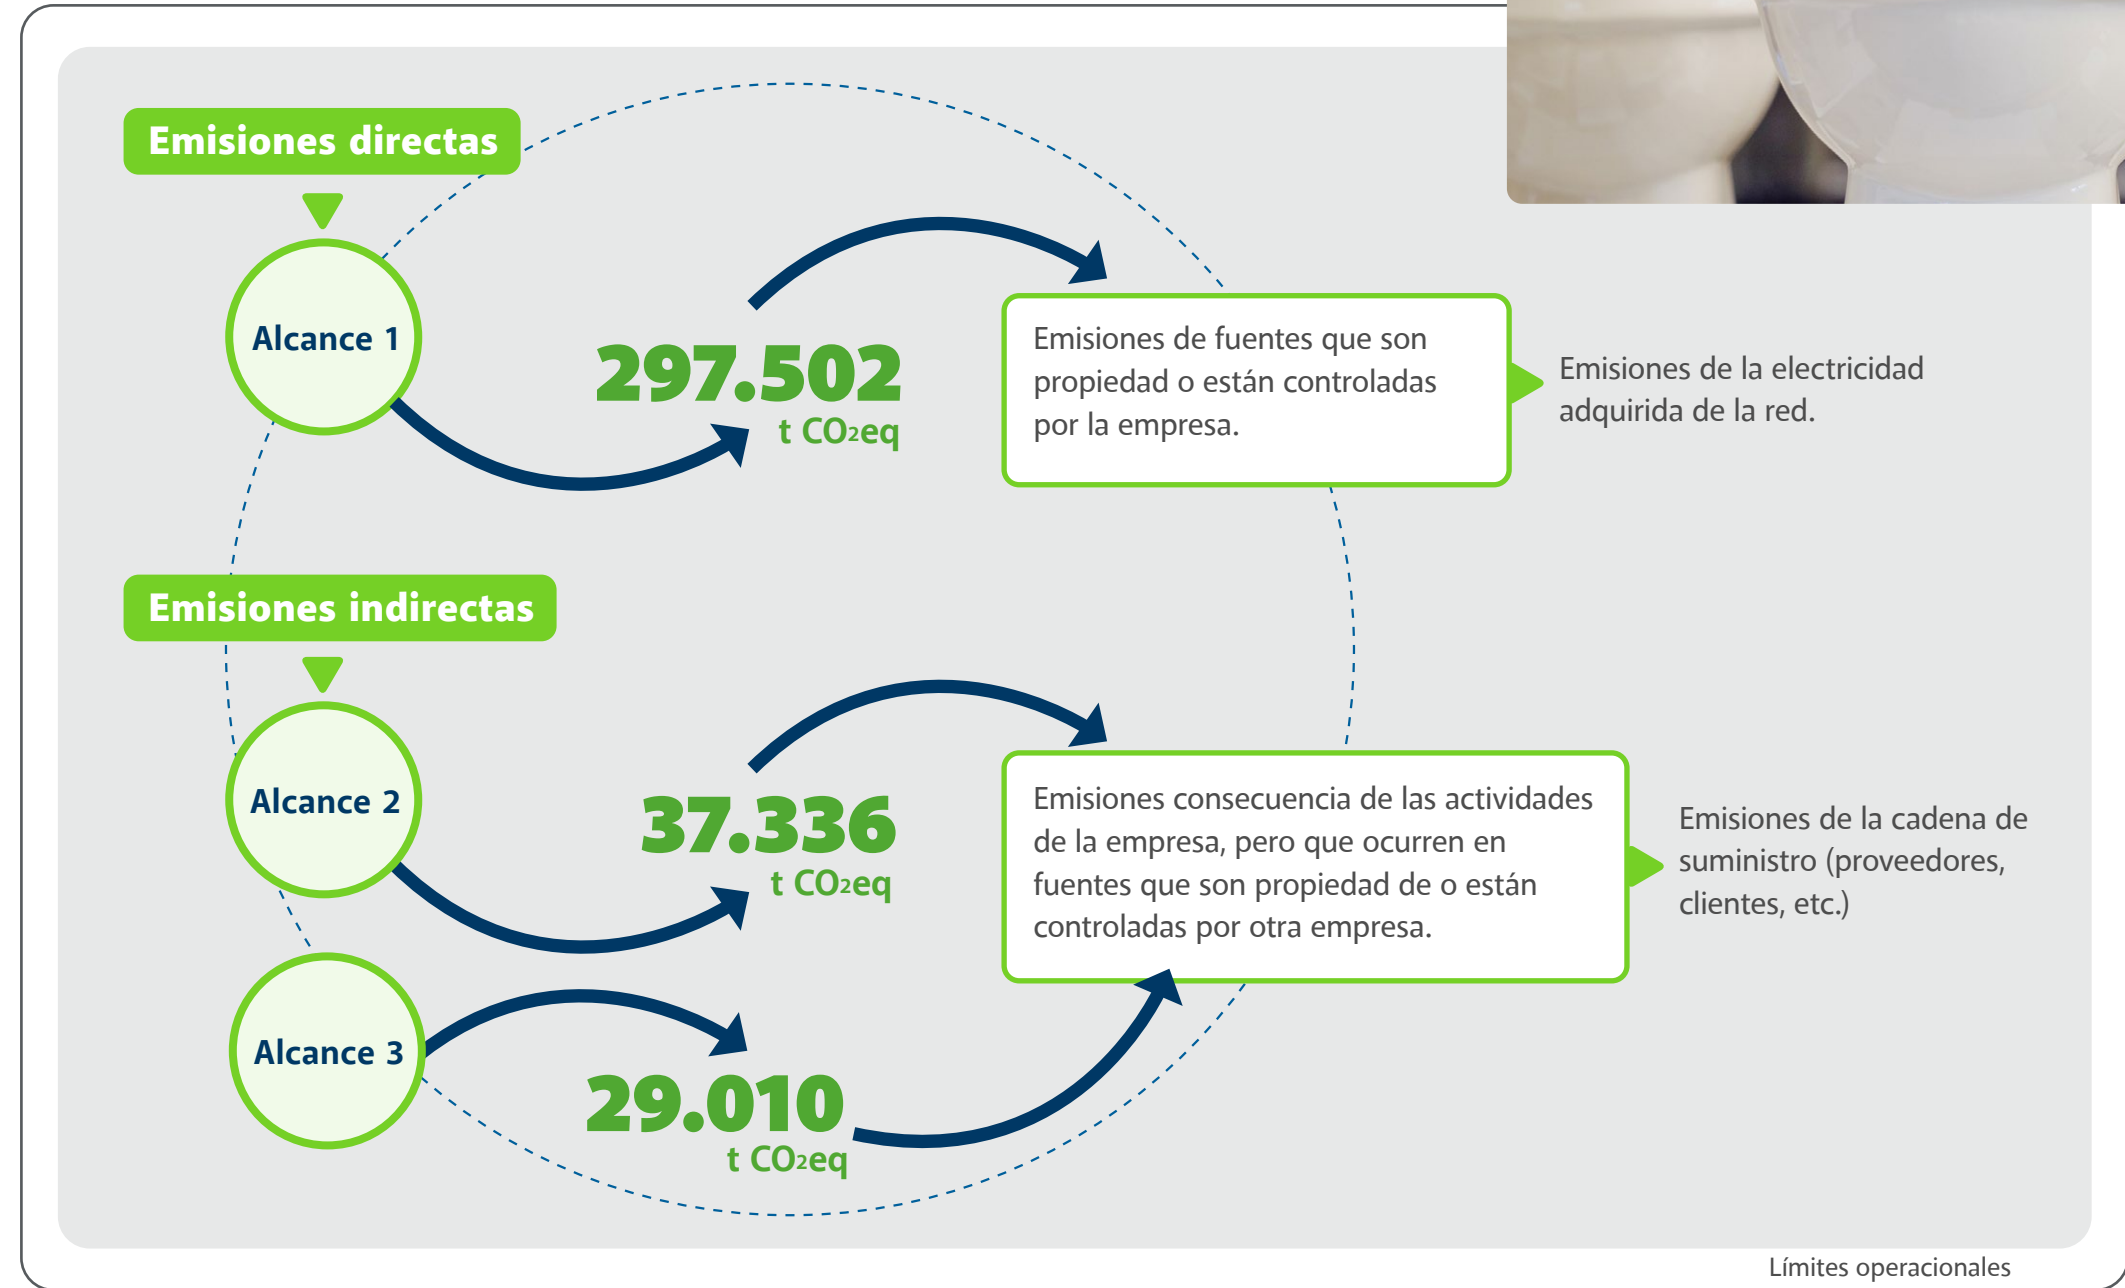 Emisiones directas
Alcance 1
297.502
t CO2eq
Emisiones de fuentes que son
propiedad o están controladas
por la empresa.
Emisiones de la electricidad
adquirida de la red.
Emisiones indirectas
Alcance 2
37.336
t CO2eq
Emisiones consecuencia de las actividades
de la empresa, pero que ocurren en
fuentes que son propiedad de o están
controladas por otra empresa.
Emisiones de la cadena de
suministro (proveedores,
clientes, etc.)
Alcance 3
29.010
t CO2eq
Límites operacionales